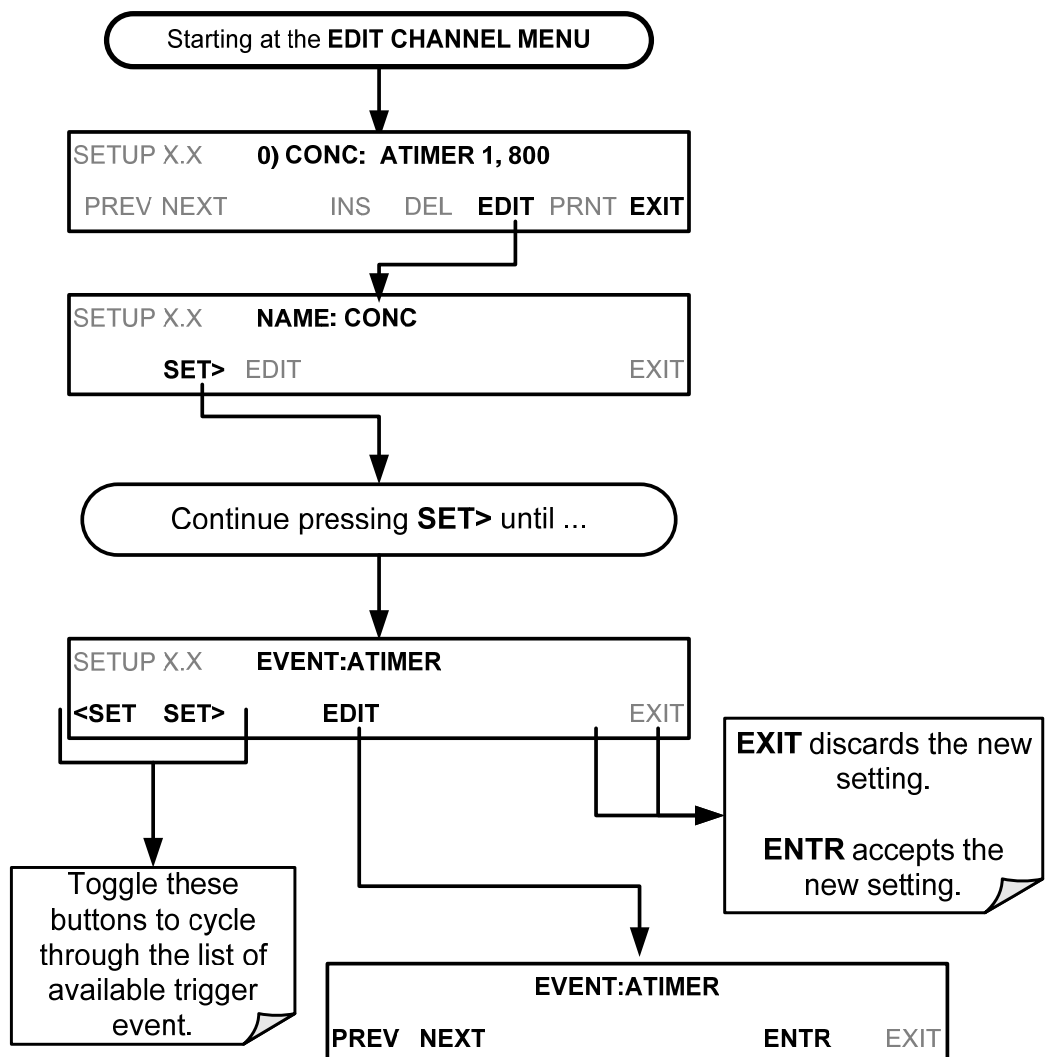 Starting at the EDIT CHANNEL MENU
SETUP X.X 0) CONC: ATIMER 1, 800
PREV NEXT INS DEL EDIT PRNT EXIT
SETUP X.X NAME: CONC
SET> EDIT EXIT
Continue pressing SET> until ...
SETUP X.X EVENT:ATIMER
<SET SET> EDIT EXIT
EXIT discards the new
setting.
ENTR accepts the
new setting.
Toggle these
buttons to cycle
through the list of
available trigger
event.
EVENT:ATIMER
PREV NEXT ENTR EXIT